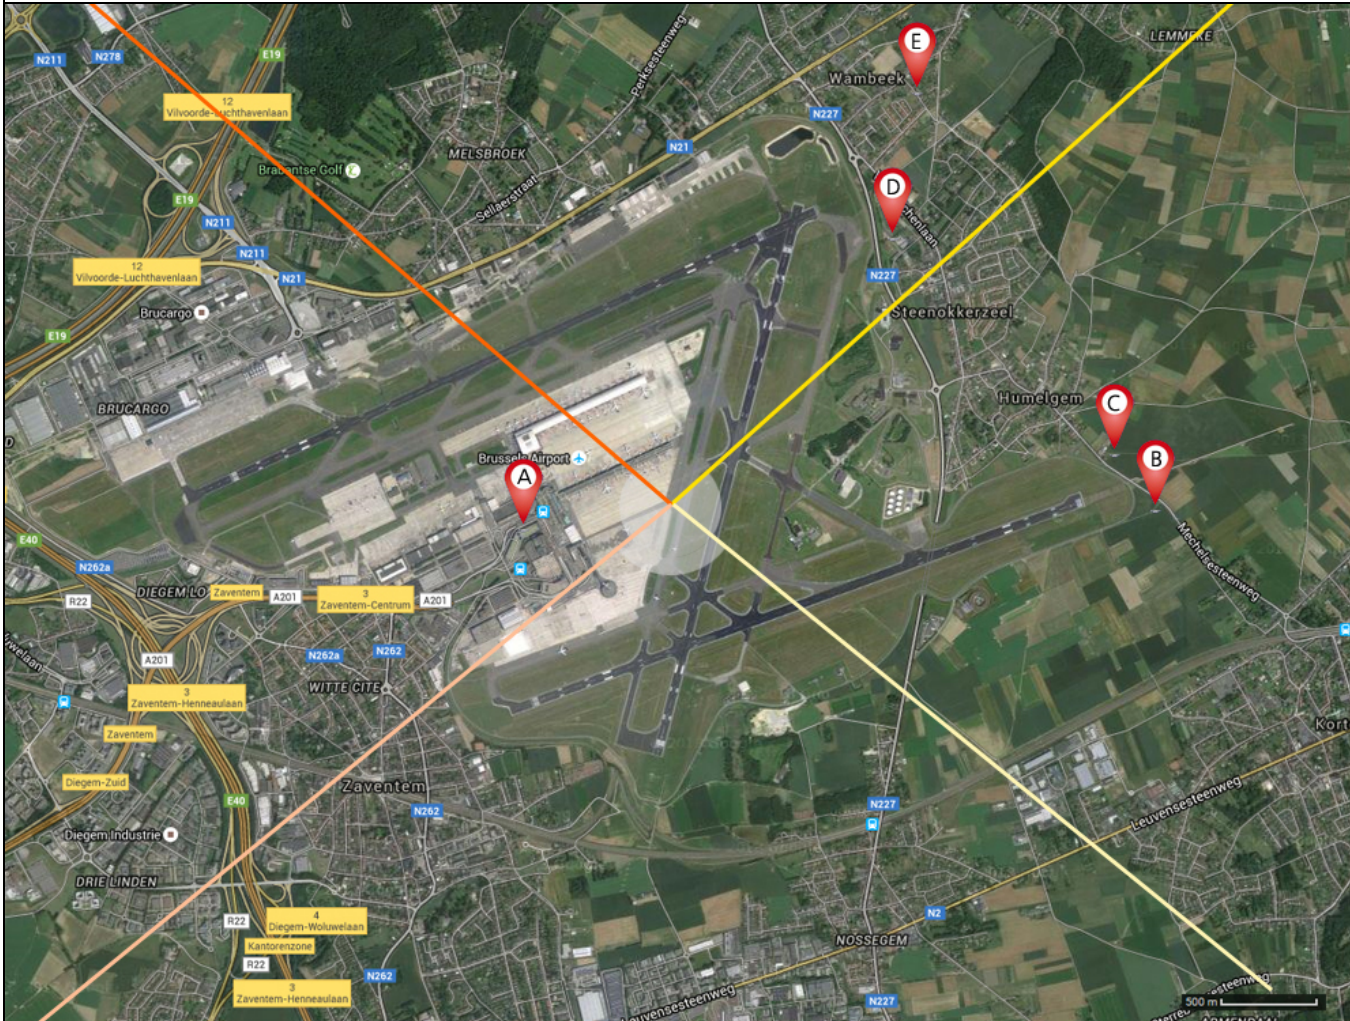 N211
N278
E19
12
Vilvoorde-Luchthavenlaan
Perksesteenweg
N21
N227
E
Wambeek
LEMMEKE
MELSBROEK
Brabantse Golf
Sellaerstraat
E19
N211
N211
D
12
Vilvoorde-Luchthavenlaan
N21
N227
Brucargo
Steenokkerzeel
E19
BRUCARGO
Humelgem
C
Brussels Airport
A
B
E40
N262a
Mechelsesteenweg
R22
DIEGEM LO
Zaventem
A201
3
Zaventem-Centrum
A201
A201
N262a
N262
WITTE CITE
3
Zaventem-Henneaulaan
Zaventem
Kort
Diegem-Zuid
Zaventem
E40
N262
N227
Leuvensesteenweg
Diegem Industrie
DRIE LINDEN
R22
4
Diegem-Woluwelaan
N2
Kantorenzone
NOSSEGEM
R22
N262
3
Zaventem-Henneaulaan
Leuvensesteenweg
N227
500 m